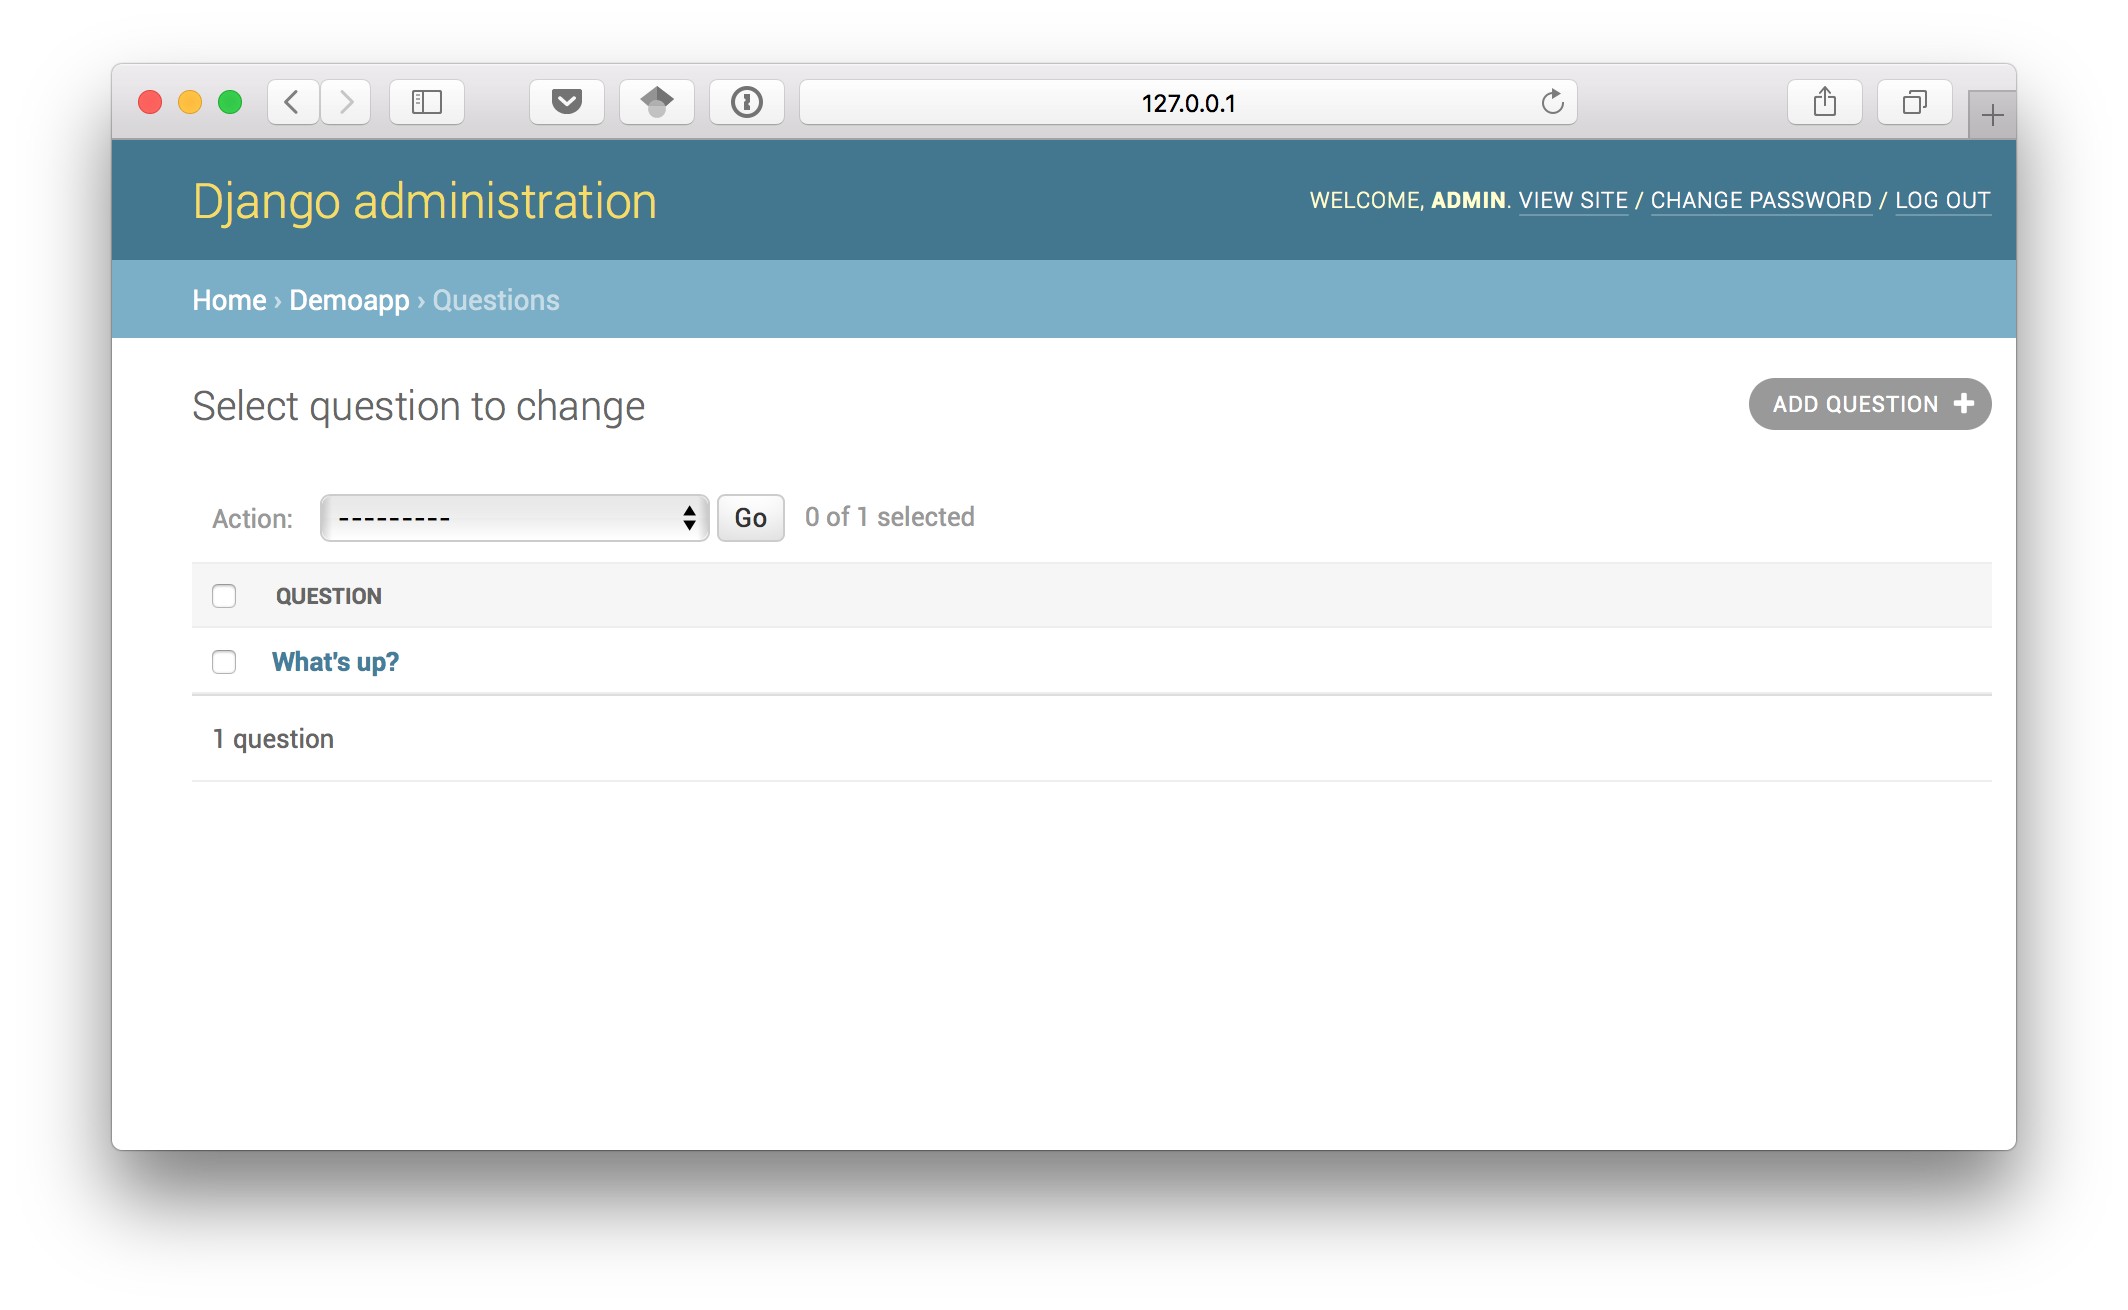 127.0.0.1
Django administration
WELCOME, ADMIN. VIEW SITE / CHANGE PASSWORD / LOG OUT
Home › Demoapp › Questions
Select question to change
ADD QUESTION
Action: --------- Go 0 of 1 selected
QUESTION
What's up?
1 question